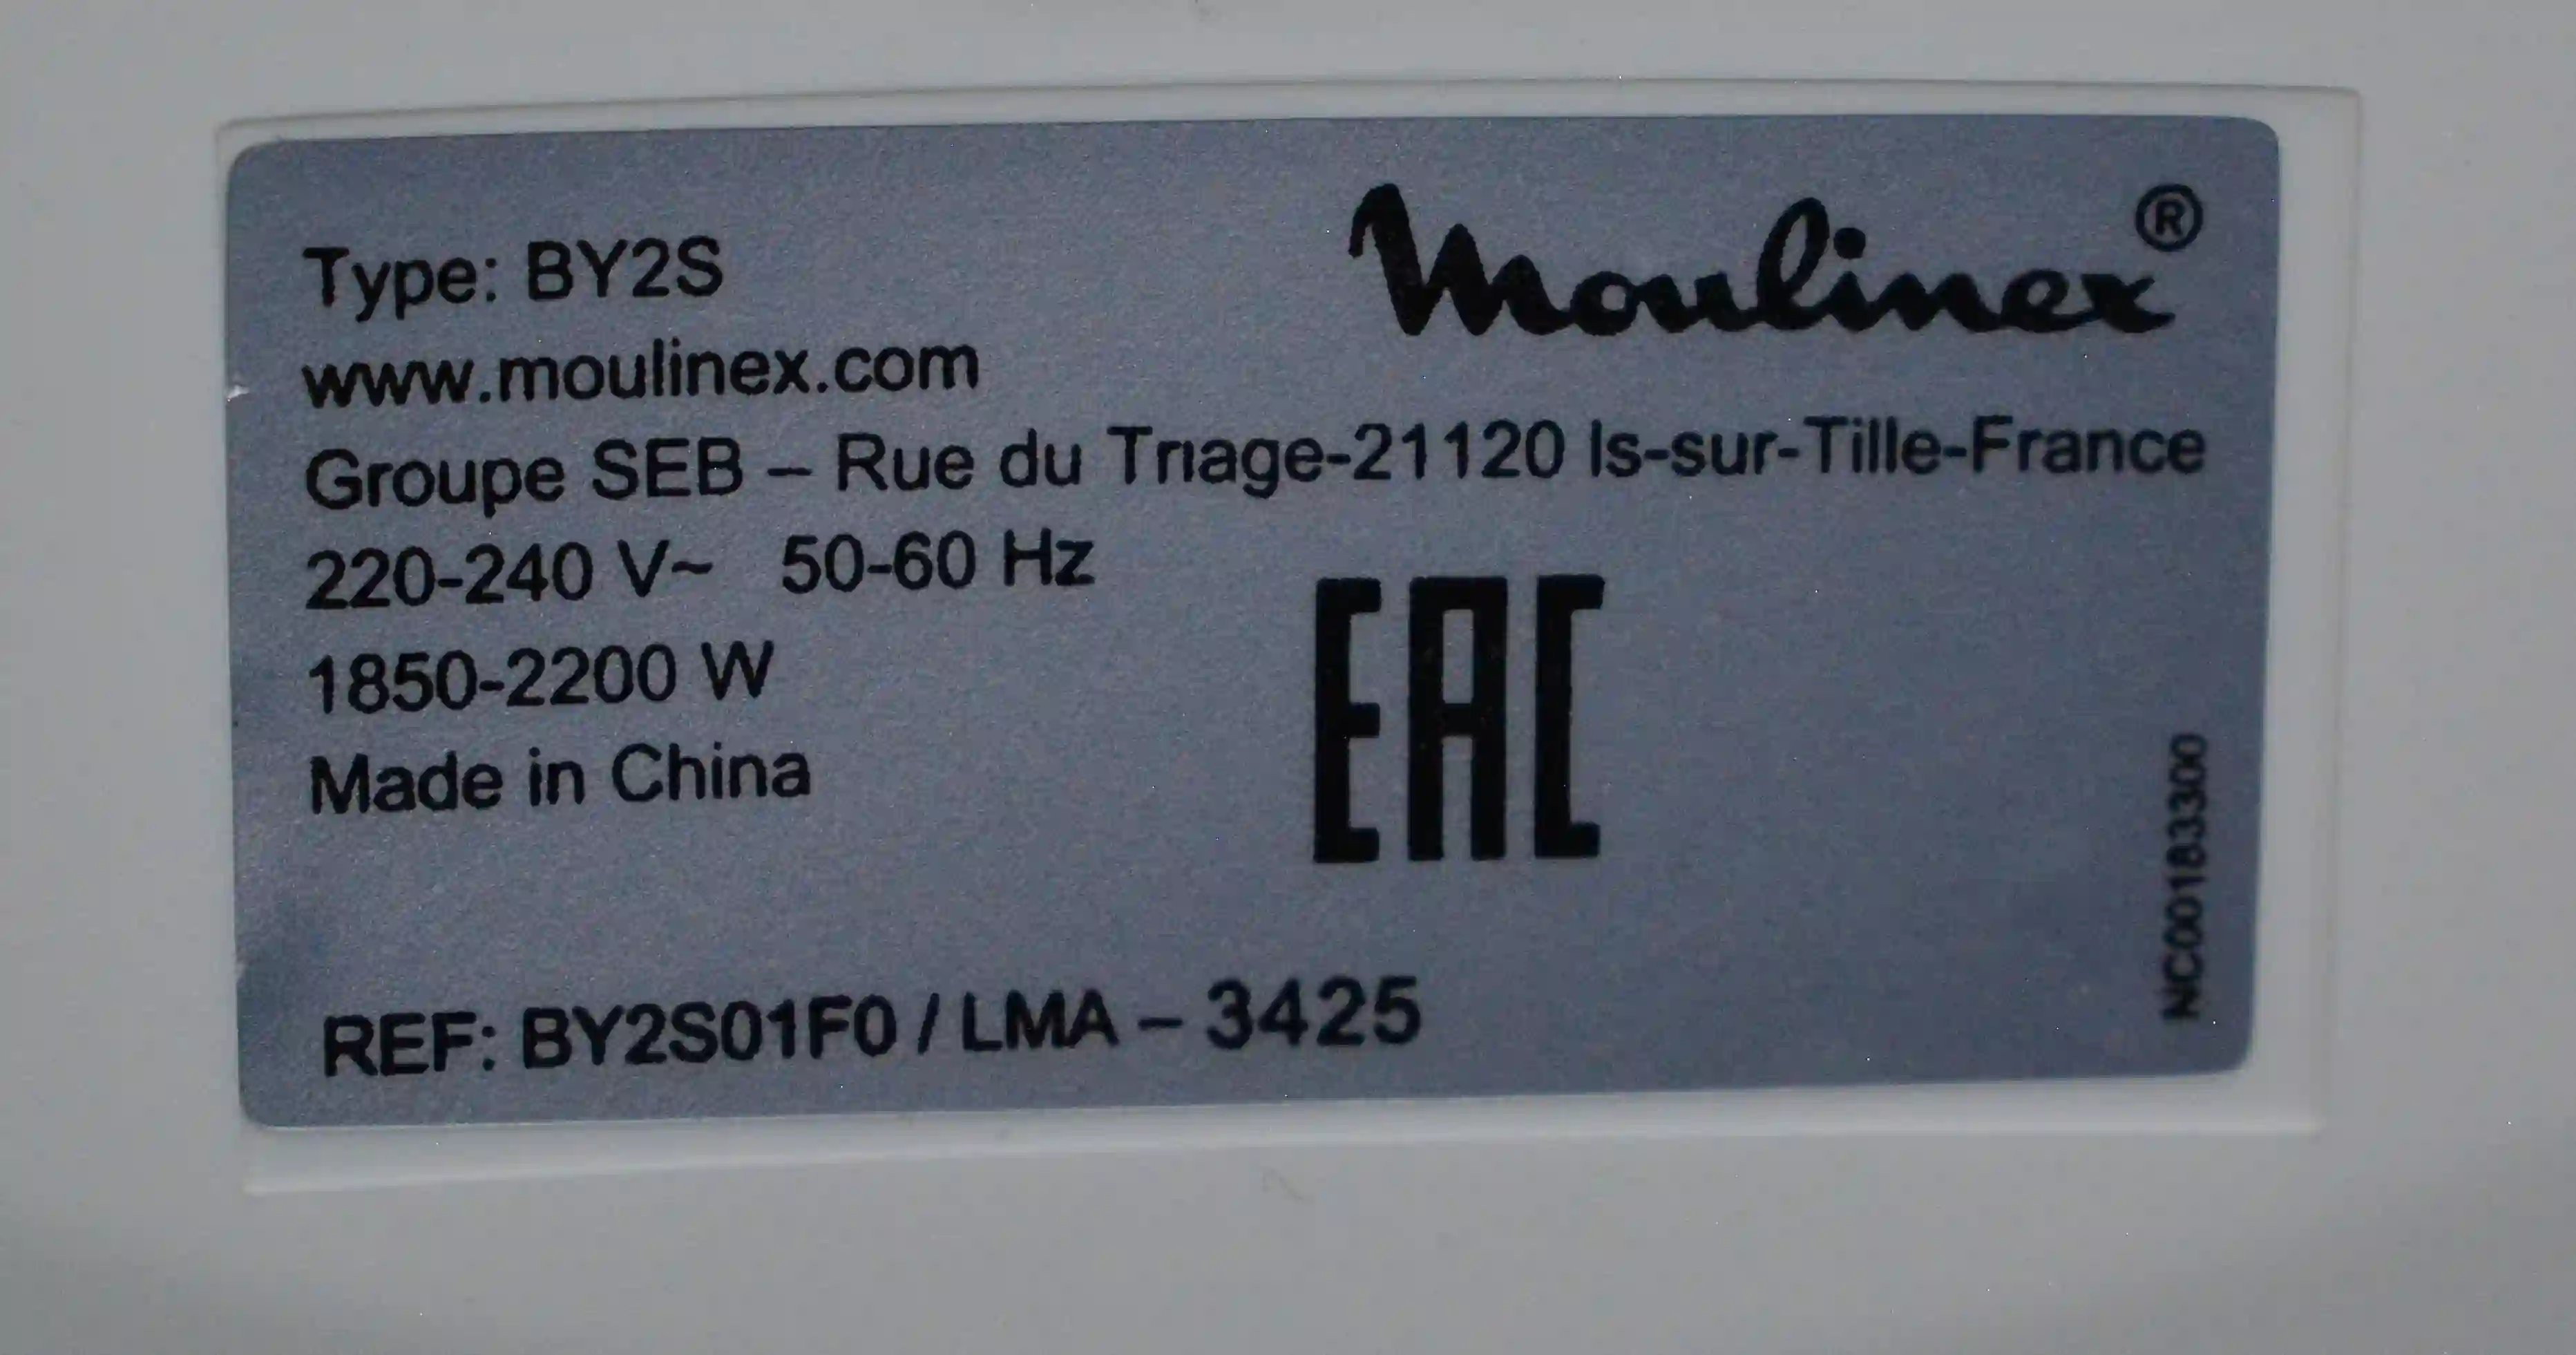 Moulinex®
Type: BY2S
www.moulinex.com
Groupe SEB – Rue du Triage-21120 Is-sur-Tille-France
220-240 V~ 50-60 Hz
1850-2200 W
Made in China
EAC
NC00183300
REF: BY2S01F0 / LMA – 3425